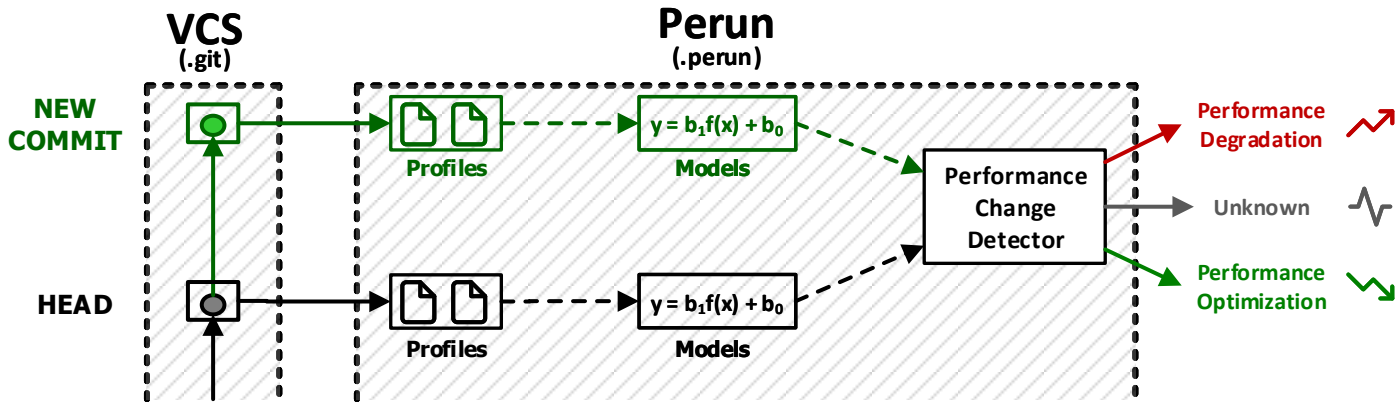 VCS
(.git)
Perun
(.perun)
NEW
COMMIT
Profiles
y = b₁f(x) + b₀
Models
Performance
Change
Detector
Performance
Degradation
Unknown
Performance
Optimization
HEAD
Profiles
y = b₁f(x) + b₀
Models